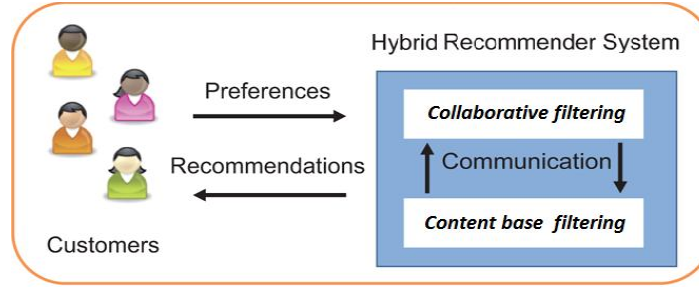 Hybrid Recommender System
Preferences
Collaborative filtering
Recommendations
Communication
Content base filtering
Customers